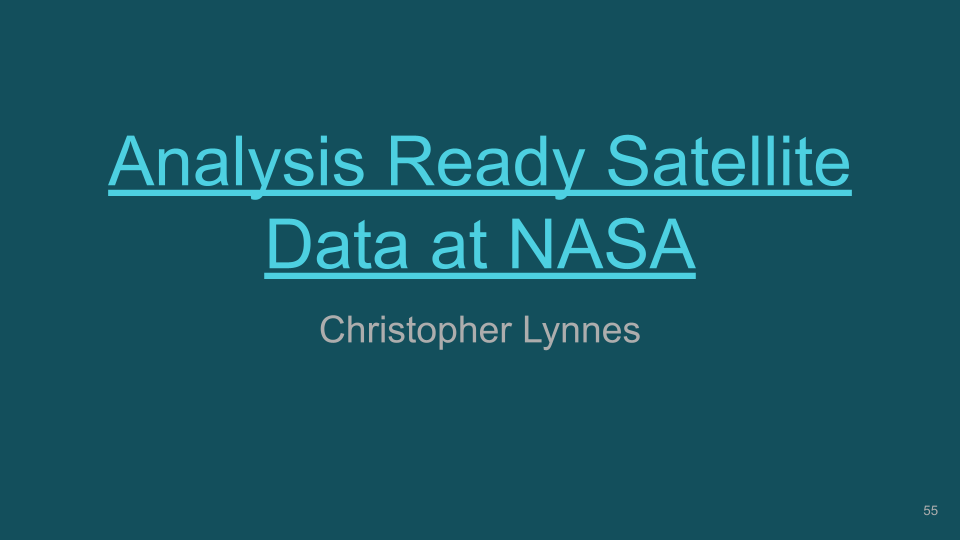 Analysis Ready Satellite
Data at NASA
Christopher Lynnes
55